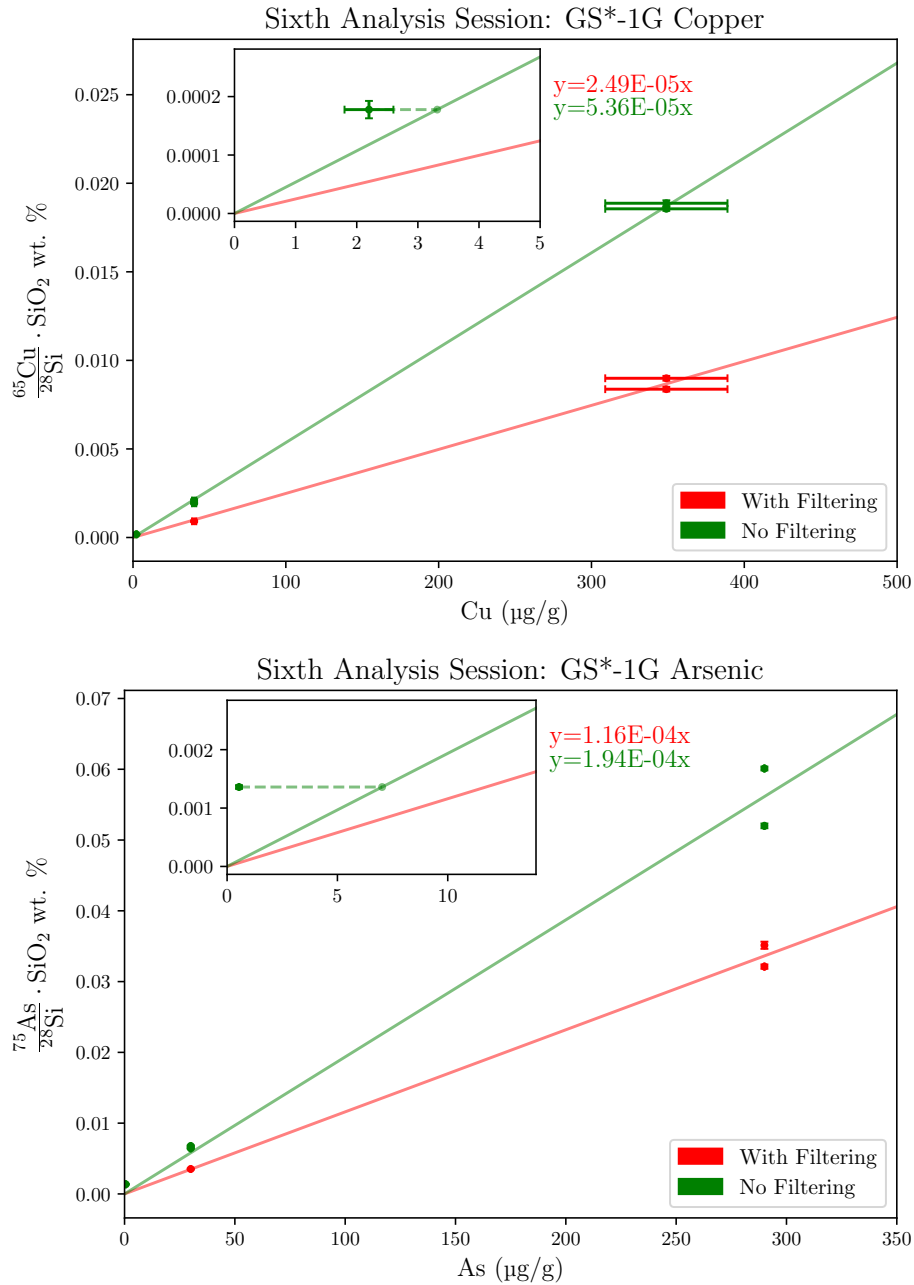 Sixth Analysis Session: GS*-1G Copper
y=2.49E-05x
y=5.36E-05x
0.0002
0.0001
0.0000
0 1 2 3 4 5
0.025
0.020
0.015
0.010
0.005
0.000
⁶⁵Cu/²⁸Si · SiO₂ wt. %
With Filtering
No Filtering
0 100 200 300 400 500
Cu (µg/g)
Sixth Analysis Session: GS*-1G Arsenic
y=1.16E-04x
y=1.94E-04x
0.002
0.001
0.000
0 5 10
0.07
0.06
0.05
0.04
0.03
0.02
0.01
0.00
⁷⁵As/²⁸Si · SiO₂ wt. %
With Filtering
No Filtering
0 50 100 150 200 250 300 350
As (µg/g)